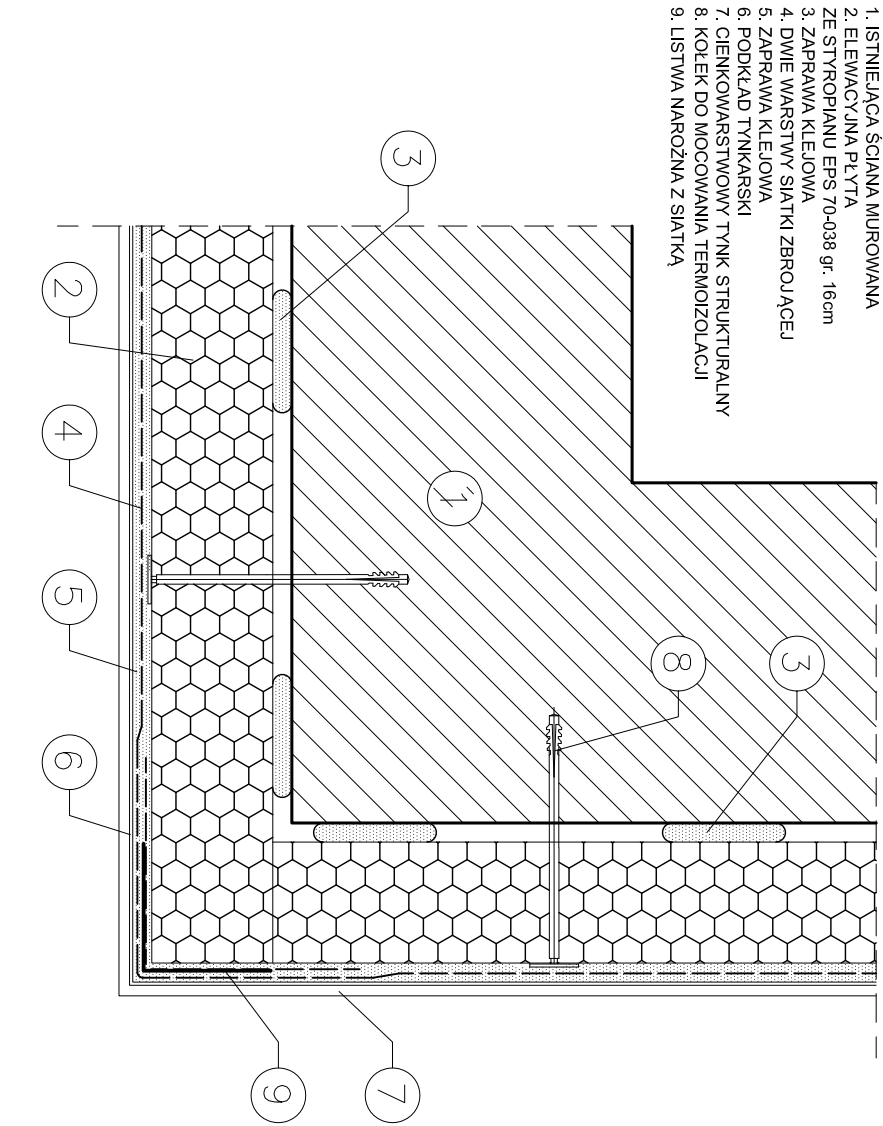 1. ISTNIEJĄCA ŚCIANA MUROWANA
2. ELEWACYJNA PŁYTA
ZE STYROPIANU EPS 70-038 gr. 16cm
3. ZAPRAWA KLEJOWA
4. DWIE WARSTWY SIATKI ZBROJĄCEJ
5. ZAPRAWA KLEJOWA
6. PODKŁAD TYNKARSKI
7. CIENKOWARSTWOWY TYNK STRUKTURALNY
8. KOŁEK DO MOCOWANIA TERMOIZOLACJI
9. LISTWA NAROŻNA Z SIATKĄ
3
2
4
1
5
8
3
6
9
7